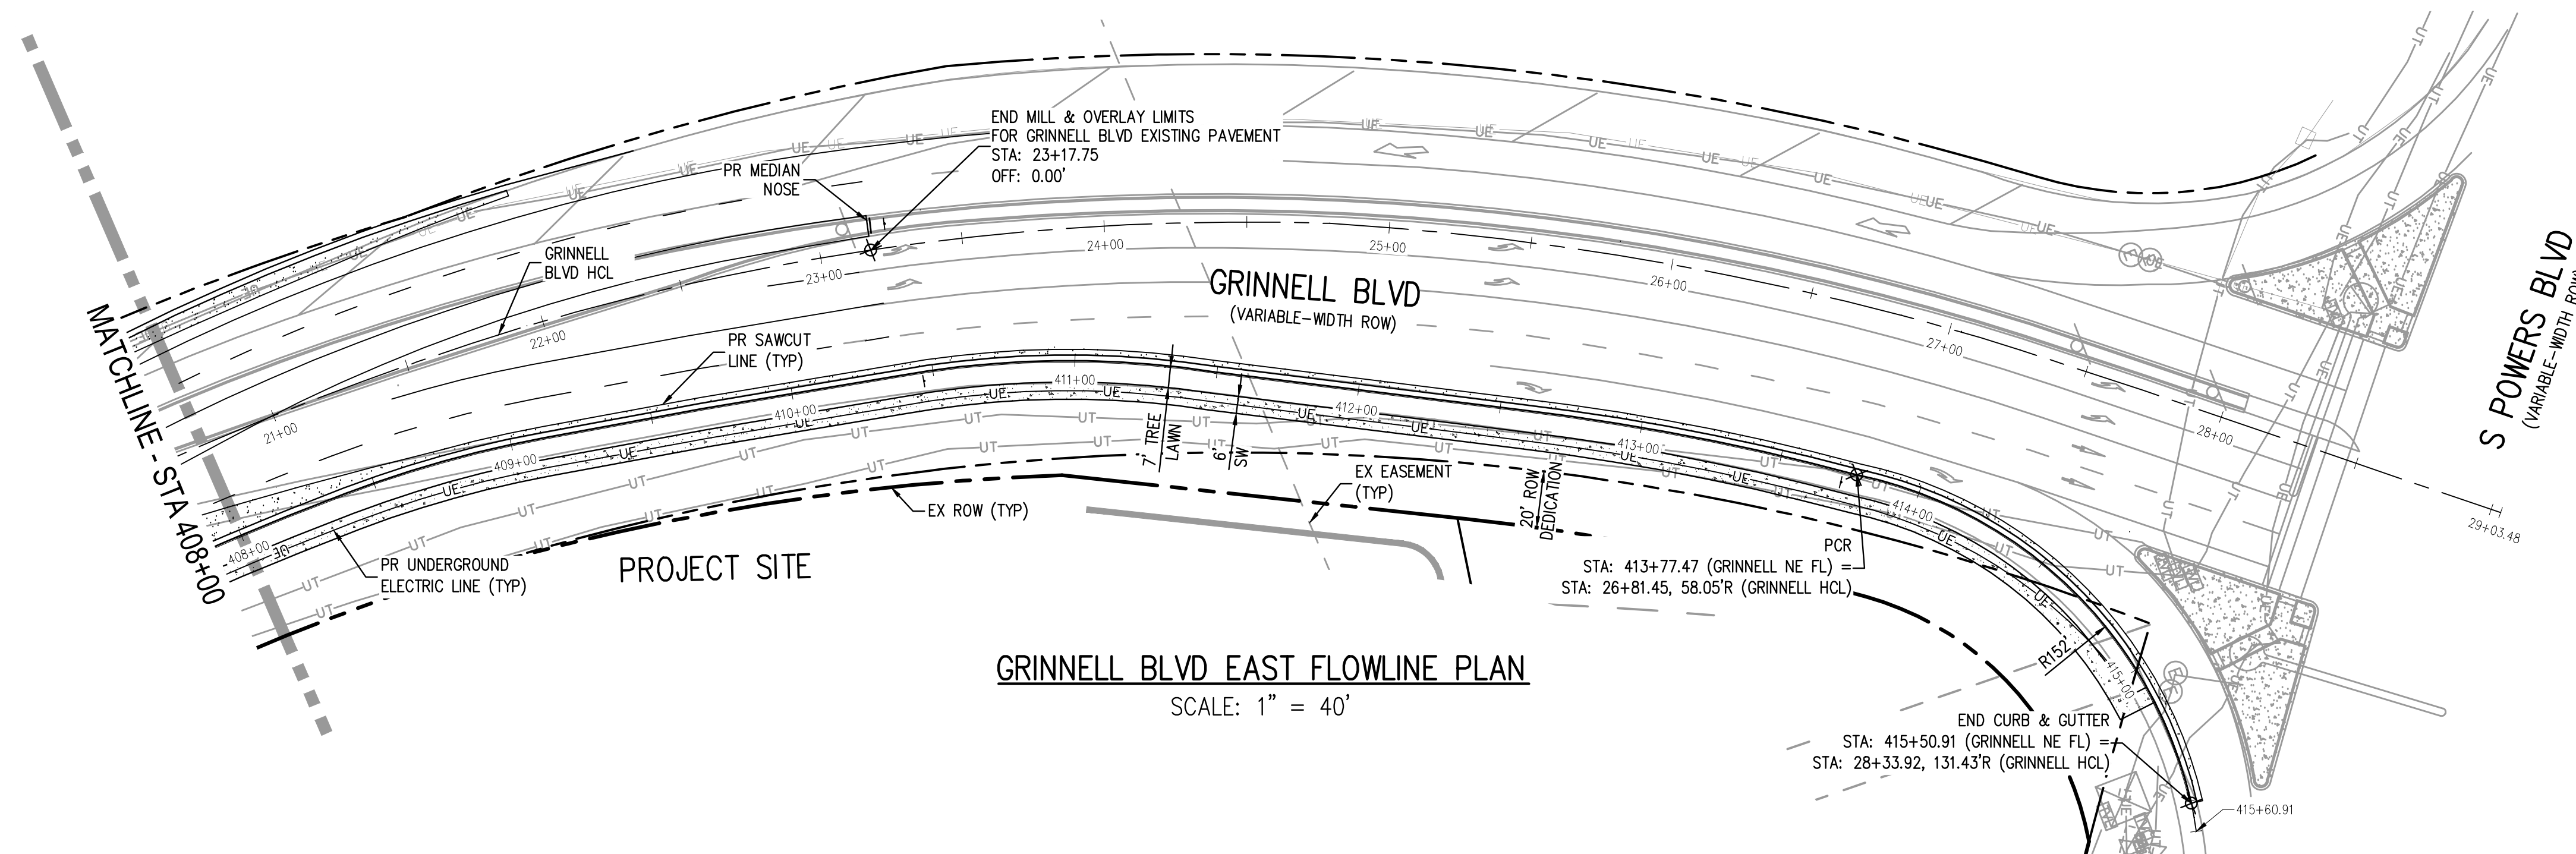 END MILL & OVERLAY LIMITS
FOR GRINNELL BLVD EXISTING PAVEMENT
STA: 23+17.75
OFF: 0.00'
PR MEDIAN
NOSE
GRINNELL
BLVD HCL
MATCHLINE - STA 408+00
21+00
22+00
23+00
24+00
25+00
26+00
27+00
28+00
29+03.48
GRINNELL BLVD
(VARIABLE-WIDTH ROW)
S POWERS BLVD
(VARIABLE-WIDTH ROW)
PR SAWCUT
LINE (TYP)
408+00
409+00
410+00
411+00
412+00
413+00
414+00
415+00
415+60.91
7' TREE
LAWN
6'
SW
EX EASEMENT
(TYP)
20' ROW
DEDICATION
EX ROW (TYP)
PR UNDERGROUND
ELECTRIC LINE (TYP)
PROJECT SITE
PCR
STA: 413+77.47 (GRINNELL NE FL) =
STA: 26+81.45, 58.05'R (GRINNELL HCL)
R152'
END CURB & GUTTER
STA: 415+50.91 (GRINNELL NE FL) =
STA: 28+33.92, 131.43'R (GRINNELL HCL)
GRINNELL BLVD EAST FLOWLINE PLAN
SCALE: 1" = 40'
UE
UT